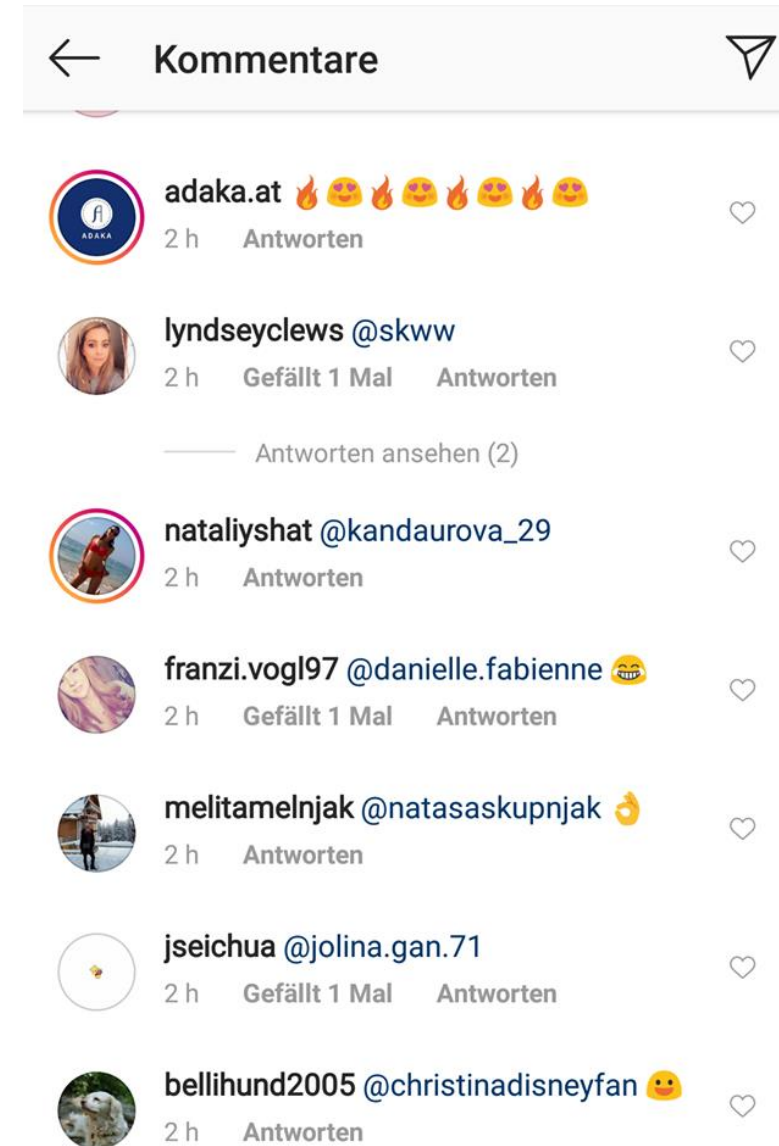 Kommentare
adaka.at 🔥😍🔥😍🔥😍🔥😍
2 h Antworten
ADAKA
lyndseyclews @skww
2 h Gefällt 1 Mal Antworten
Antworten ansehen (2)
nataliyshat @kandaurova_29
2 h Antworten
franzi.vogl97 @danielle.fabienne 😂
2 h Gefällt 1 Mal Antworten
melitamelnjak @natasaskupnjak 👌
2 h Antworten
jseichua @jolina.gan.71
2 h Gefällt 1 Mal Antworten
bellihund2005 @christinadisneyfan 😀
2 h Antworten